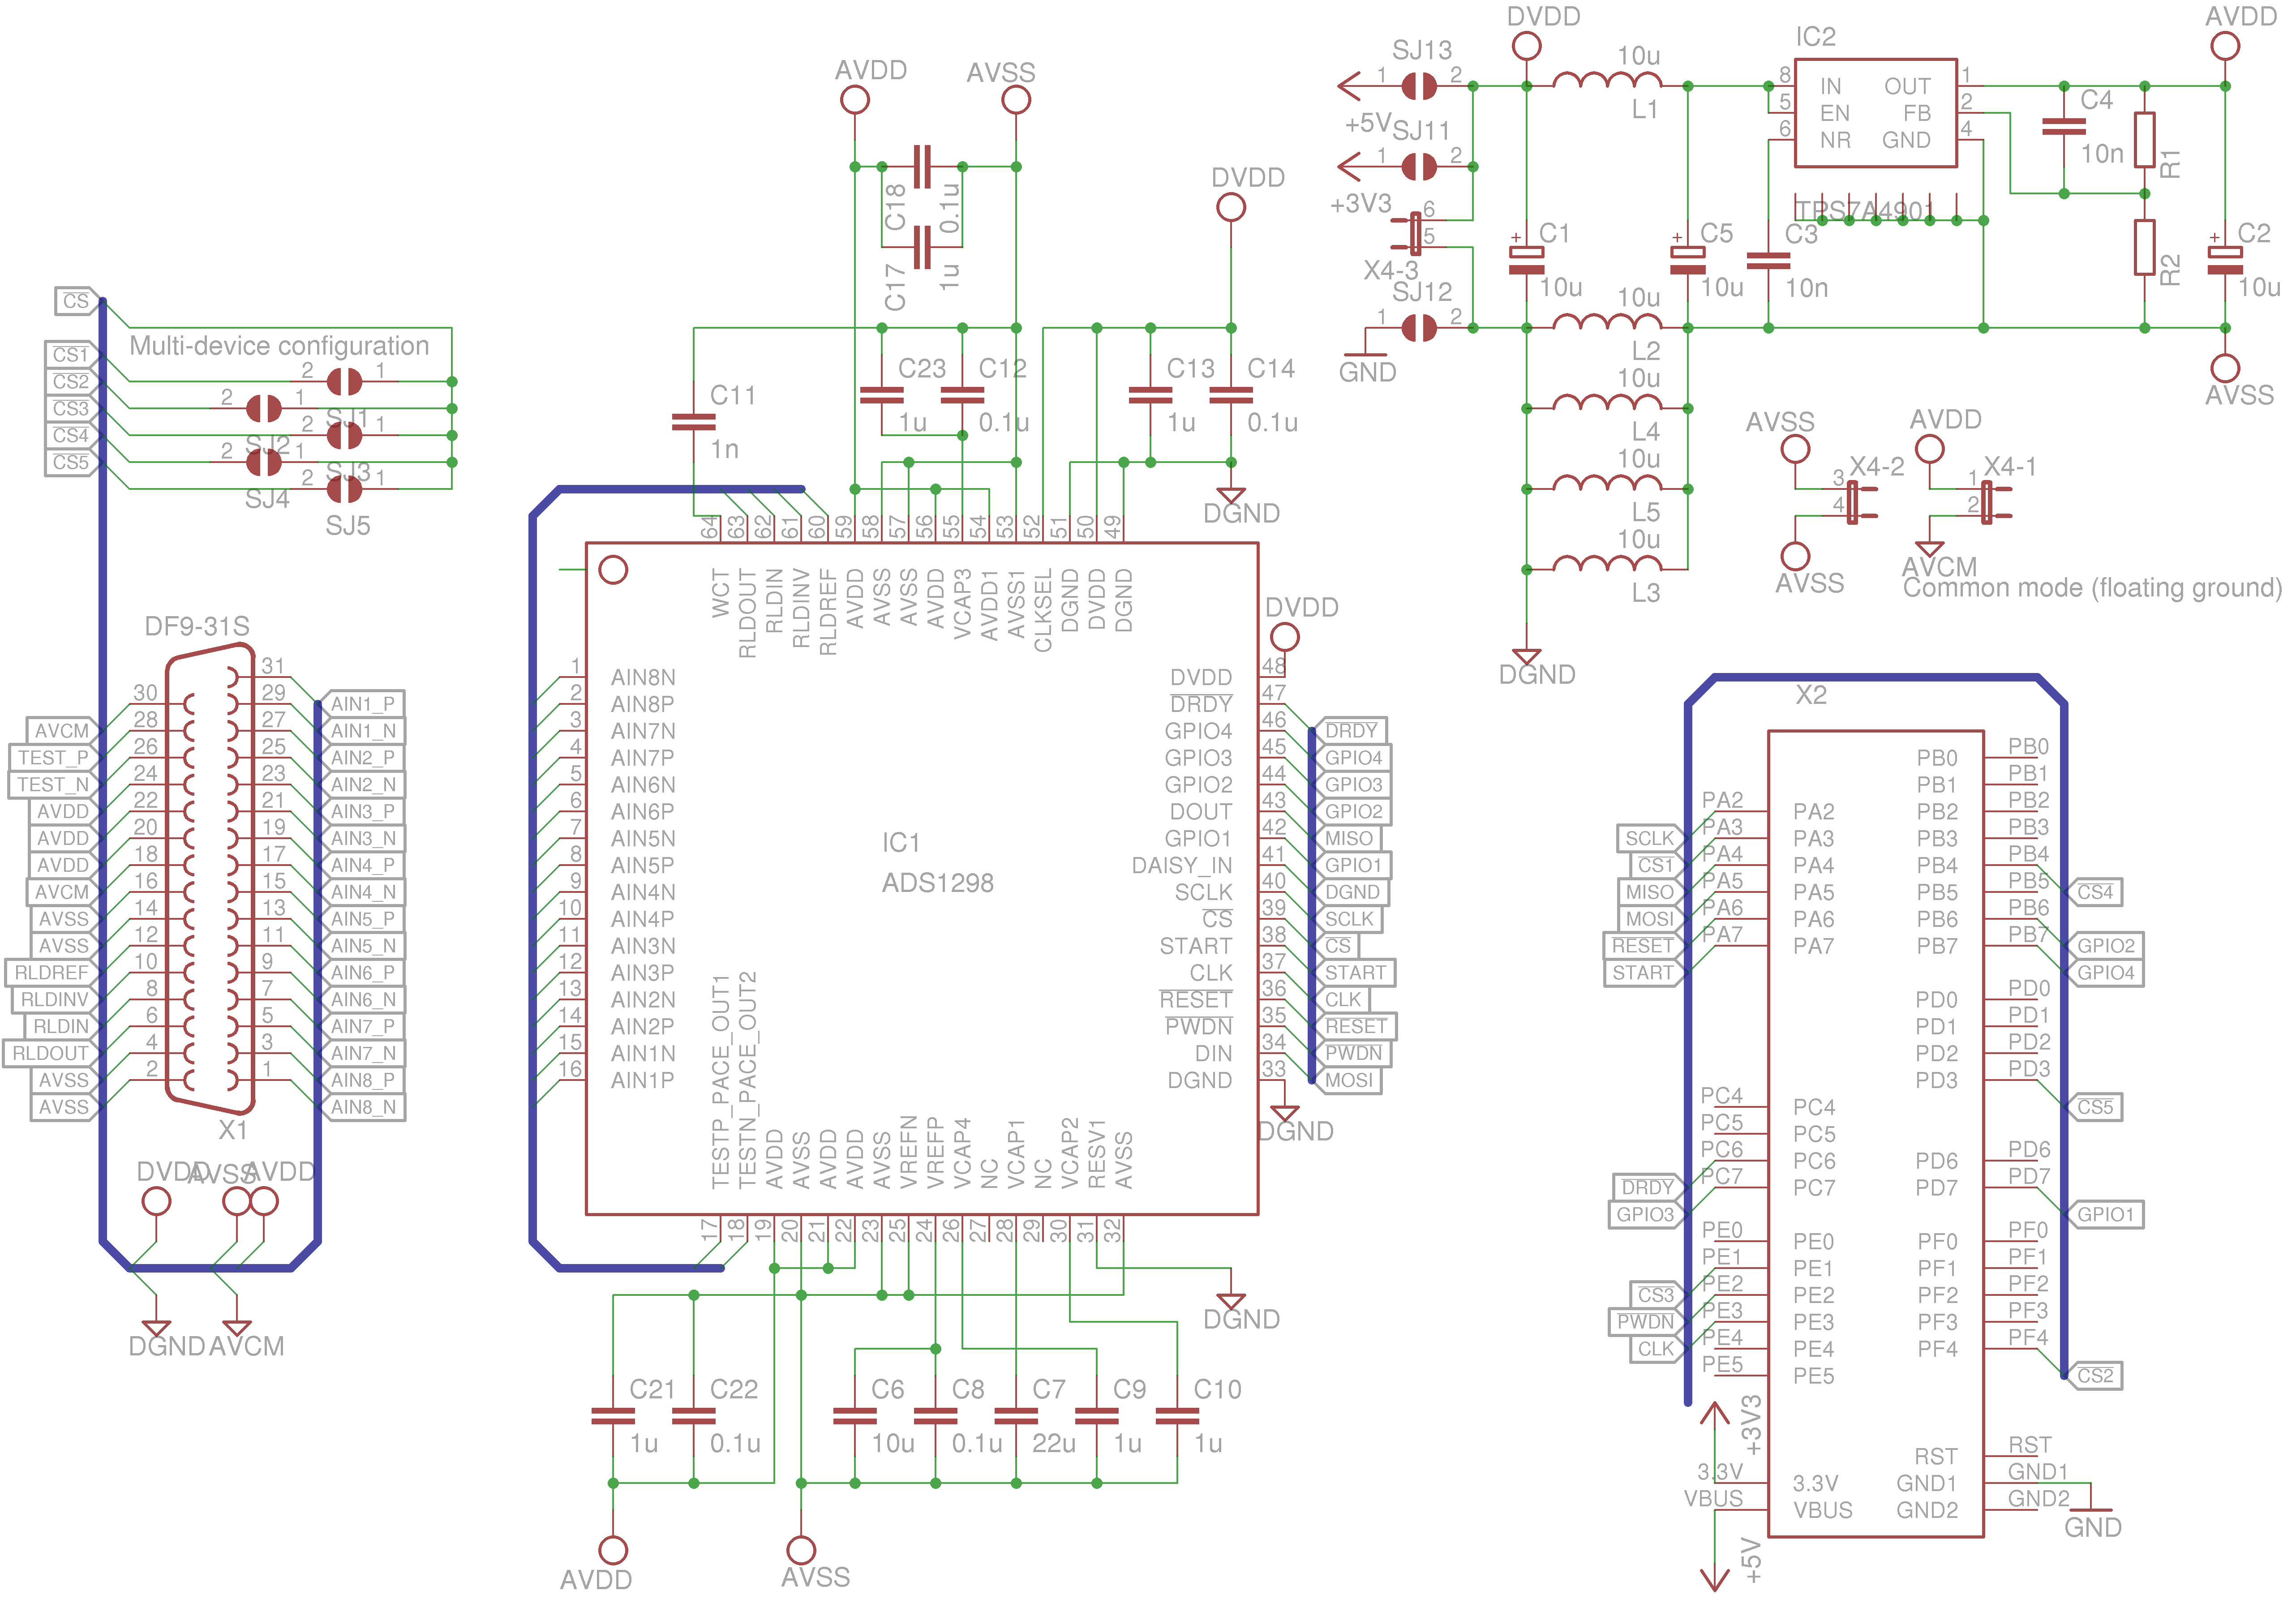 AVDD
AVSS
C18
0.1u
C17
1u
DVDD
C11
1n
C23
1u
C12
0.1u
C13
1u
C14
0.1u
DGND
CS
CS1
CS2
CS3
CS4
CS5
Multi-device configuration
2 1
2 1 SJ1
SJ2 2 1
2 1 SJ3
SJ4 2 1
SJ5
SJ13
1 2
+5V
SJ11
1 2
+3V3
6
5
X4-3
SJ12
1 2
GND
DVDD
10u
L1
C1
10u
C5
10u
10u
L2
10u
L4
10u
L5
10u
L3
DGND
IC2
8 IN OUT 1
5 EN FB 2
6 NR GND 4
TPS7A4901
C3
10n
C4
10n
R1
R2
AVDD
C2
10u
AVSS
AVSS
3 X4-2
4
AVSS
AVDD
1 X4-1
2
AVCM
Common mode (floating ground)
DF9-31S
31
30 29 AIN1_P
AVCM 28 27 AIN1_N
TEST_P 26 25 AIN2_P
TEST_N 24 23 AIN2_N
AVDD 22 21 AIN3_P
AVDD 20 19 AIN3_N
AVDD 18 17 AIN4_P
AVCM 16 15 AIN4_N
AVSS 14 13 AIN5_P
AVSS 12 11 AIN5_N
RLDREF 10 9 AIN6_P
RLDINV 8 7 AIN6_N
RLDIN 6 5 AIN7_P
RLDOUT 4 3 AIN7_N
AVSS 2 1 AIN8_P
AVSS AIN8_N
X1
DVDD
AVSS
AVDD
DGND
AVCM
64 WCT
63 RLDOUT
62 RLDIN
61 RLDINV
60 RLDREF
59 AVDD
58 AVSS
57 AVSS
56 AVDD
55 VCAP3
54 AVDD1
53 AVSS1
52 CLKSEL
51 DGND
50 DVDD
49 DGND
IC1
ADS1298
1 AIN8N
2 AIN8P
3 AIN7N
4 AIN7P
5 AIN6N
6 AIN6P
7 AIN5N
8 AIN5P
9 AIN4N
10 AIN4P
11 AIN3N
12 AIN3P
13 AIN2N
14 AIN2P
15 AIN1N
16 AIN1P
DVDD
DVDD 48
DRDY 47
GPIO4 46 DRDY
GPIO3 45 GPIO4
GPIO2 44 GPIO3
DOUT 43 GPIO2
GPIO1 42 MISO
DAISY_IN 41 GPIO1
SCLK 40 DGND
CS 39 SCLK
START 38 CS
CLK 37 START
RESET 36 CLK
PWDN 35 RESET
DIN 34 PWDN
DGND 33 MOSI
DGND
TESTP_PACE_OUT1 17
TESTN_PACE_OUT2 18
AVDD 19
AVSS 20
AVDD 21
AVDD 22
AVSS 23
VREFN 25
VREFP 24
VCAP4 26
NC 27
VCAP1 28
NC 29
VCAP2 30
RESV1 31
AVSS 32
DGND
C21
1u
C22
0.1u
C6
10u
C8
0.1u
C7
22u
C9
1u
C10
1u
AVDD
AVSS
X2
PB0 PB0
PB1 PB1
PA2 PA2 PB2 PB2
SCLK PA3 PA3 PB3 PB3
CS1 PA4 PA4 PB4 PB4
MISO PA5 PA5 PB5 PB5 CS4
MOSI PA6 PA6 PB6 PB6
RESET PA7 PA7 PB7 PB7 GPIO2
START GPIO4
PD0 PD0
PD1 PD1
PD2 PD2
PD3 PD3
PC4 PC4 CS5
PC5 PC5
PC6 PC6 PD6 PD6
DRDY PC7 PC7 PD7 PD7
GPIO3 GPIO1
PE0 PE0 PF0 PF0
PE1 PE1 PF1 PF1
CS3 PE2 PE2 PF2 PF2
PWDN PE3 PE3 PF3 PF3
CLK PE4 PE4 PF4 PF4
PE5 PE5 CS2
+3V3
RST RST
3.3V 3.3V GND1 GND1
VBUS VBUS GND2 GND2
GND
+5V